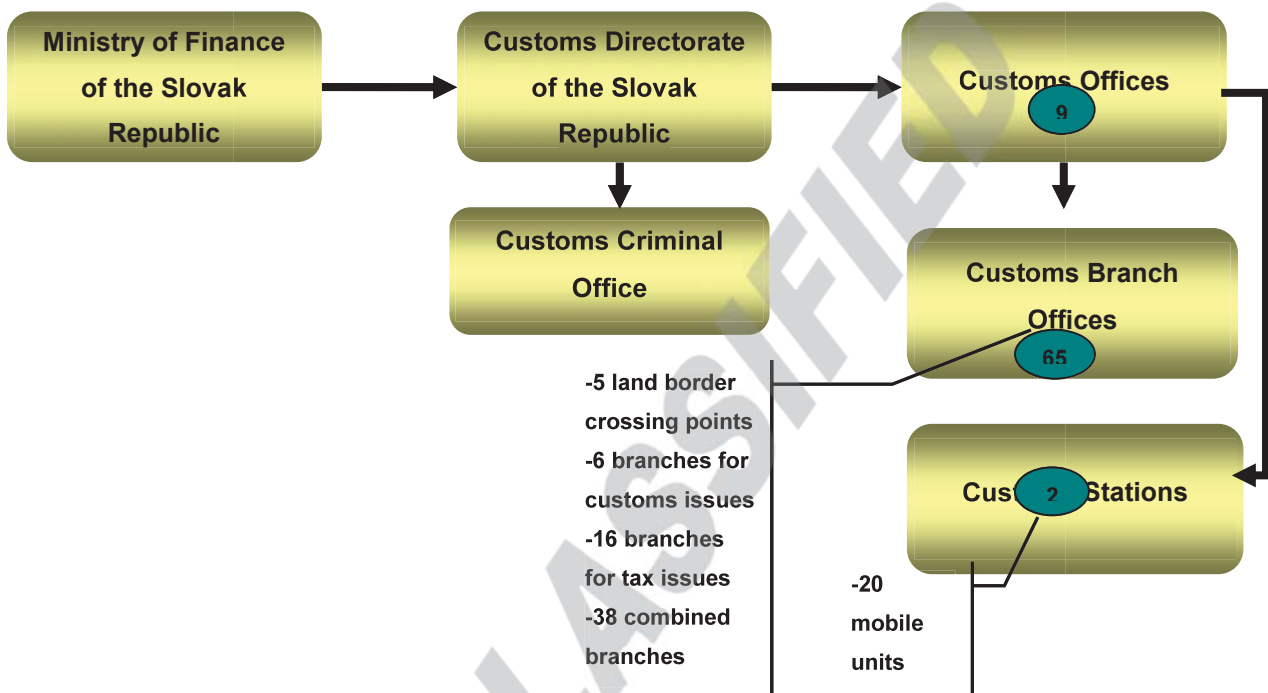 Ministry of Finance
of the Slovak
Republic
Customs Directorate
of the Slovak
Republic
Customs Offices
9
Customs Criminal
Office
Customs Branch
Offices
65
-5 land border
crossing points
-6 branches for
customs issues
-16 branches
for tax issues
-38 combined
branches
2
Stations
-20
mobile
units
LASSIFIED